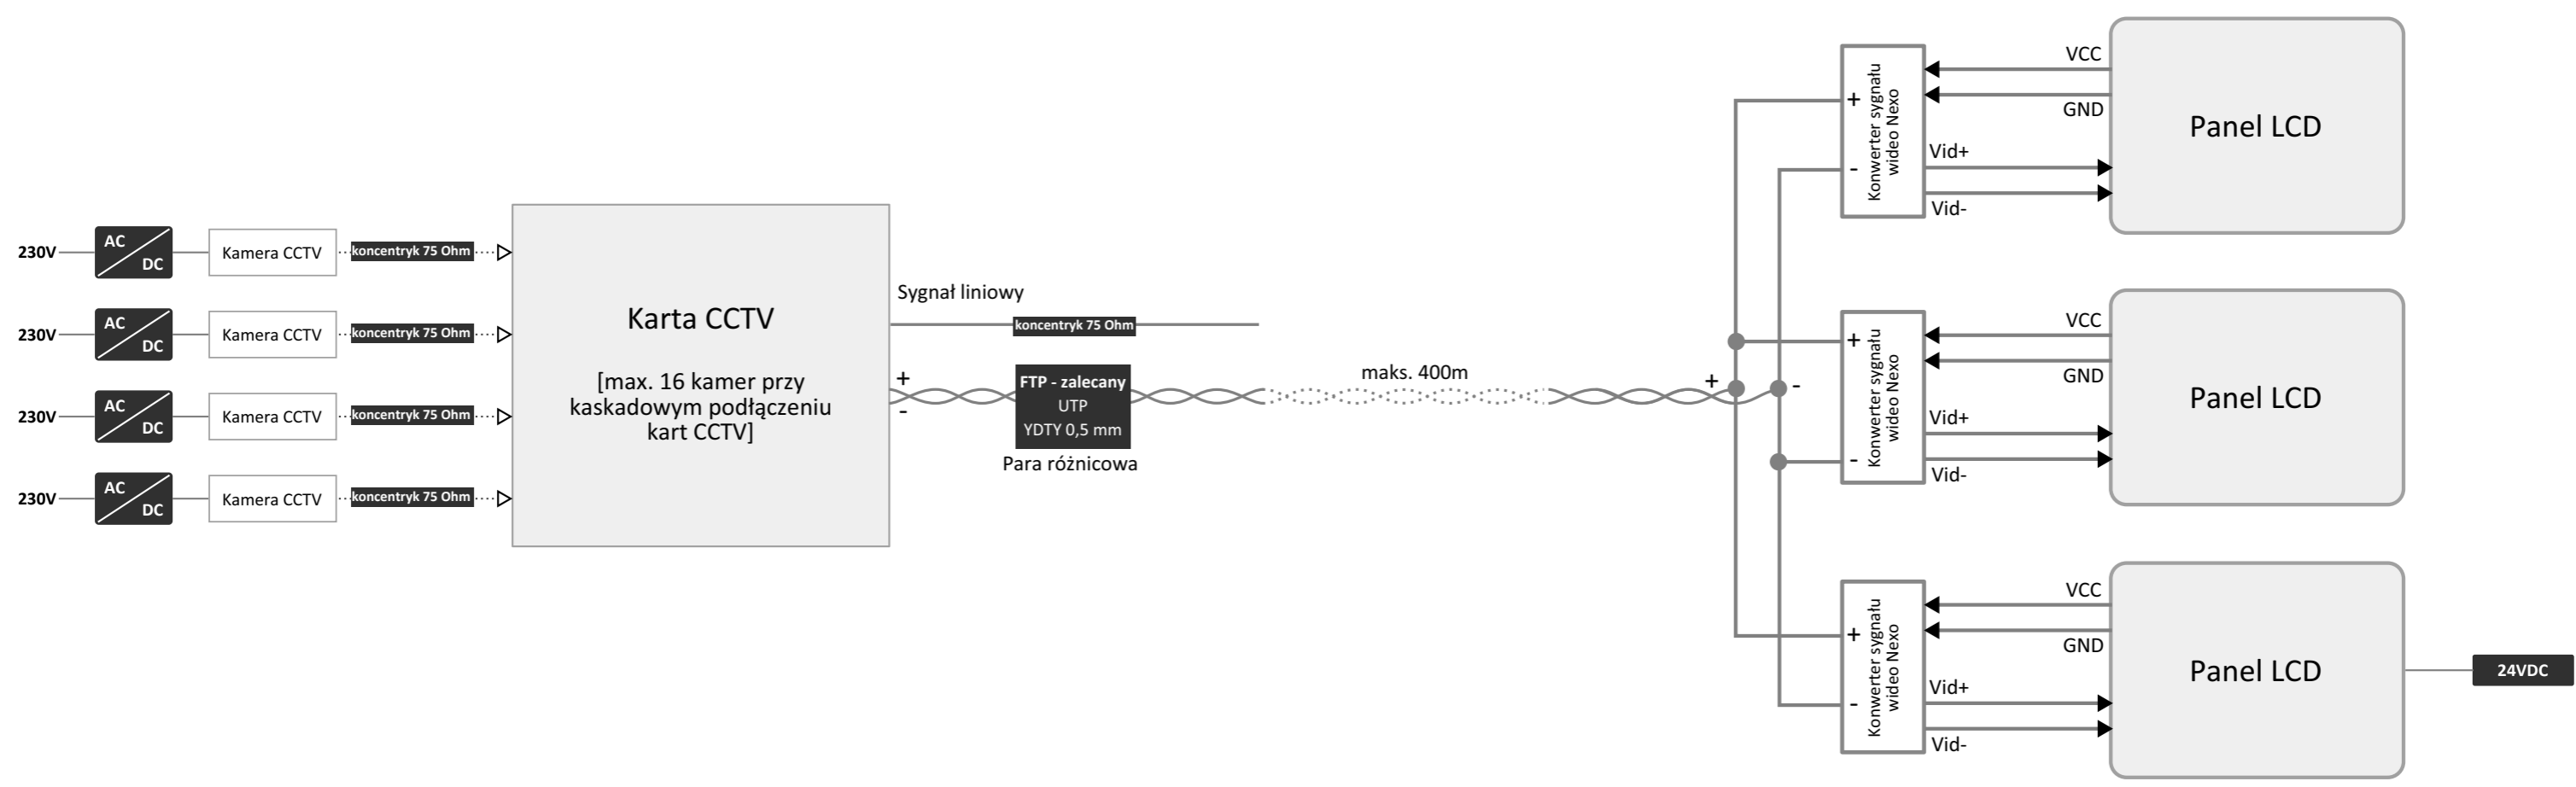 230V
AC
DC
Kamera CCTV
koncentryk 75 Ohm
230V
AC
DC
Kamera CCTV
koncentryk 75 Ohm
230V
AC
DC
Kamera CCTV
koncentryk 75 Ohm
230V
AC
DC
Kamera CCTV
koncentryk 75 Ohm
Karta CCTV
[max. 16 kamer przy
kaskadowym podłączeniu
kart CCTV]
Sygnał liniowy
koncentryk 75 Ohm
+
-
FTP - zalecany
UTP
YDTY 0,5 mm
Para różnicowa
maks. 400m
+
-
+
-
Konwerter sygnału
wideo Nexo
VCC
GND
Vid+
Vid-
Panel LCD
+
-
Konwerter sygnału
wideo Nexo
VCC
GND
Vid+
Vid-
Panel LCD
+
-
Konwerter sygnału
wideo Nexo
VCC
GND
Vid+
Vid-
Panel LCD
24VDC